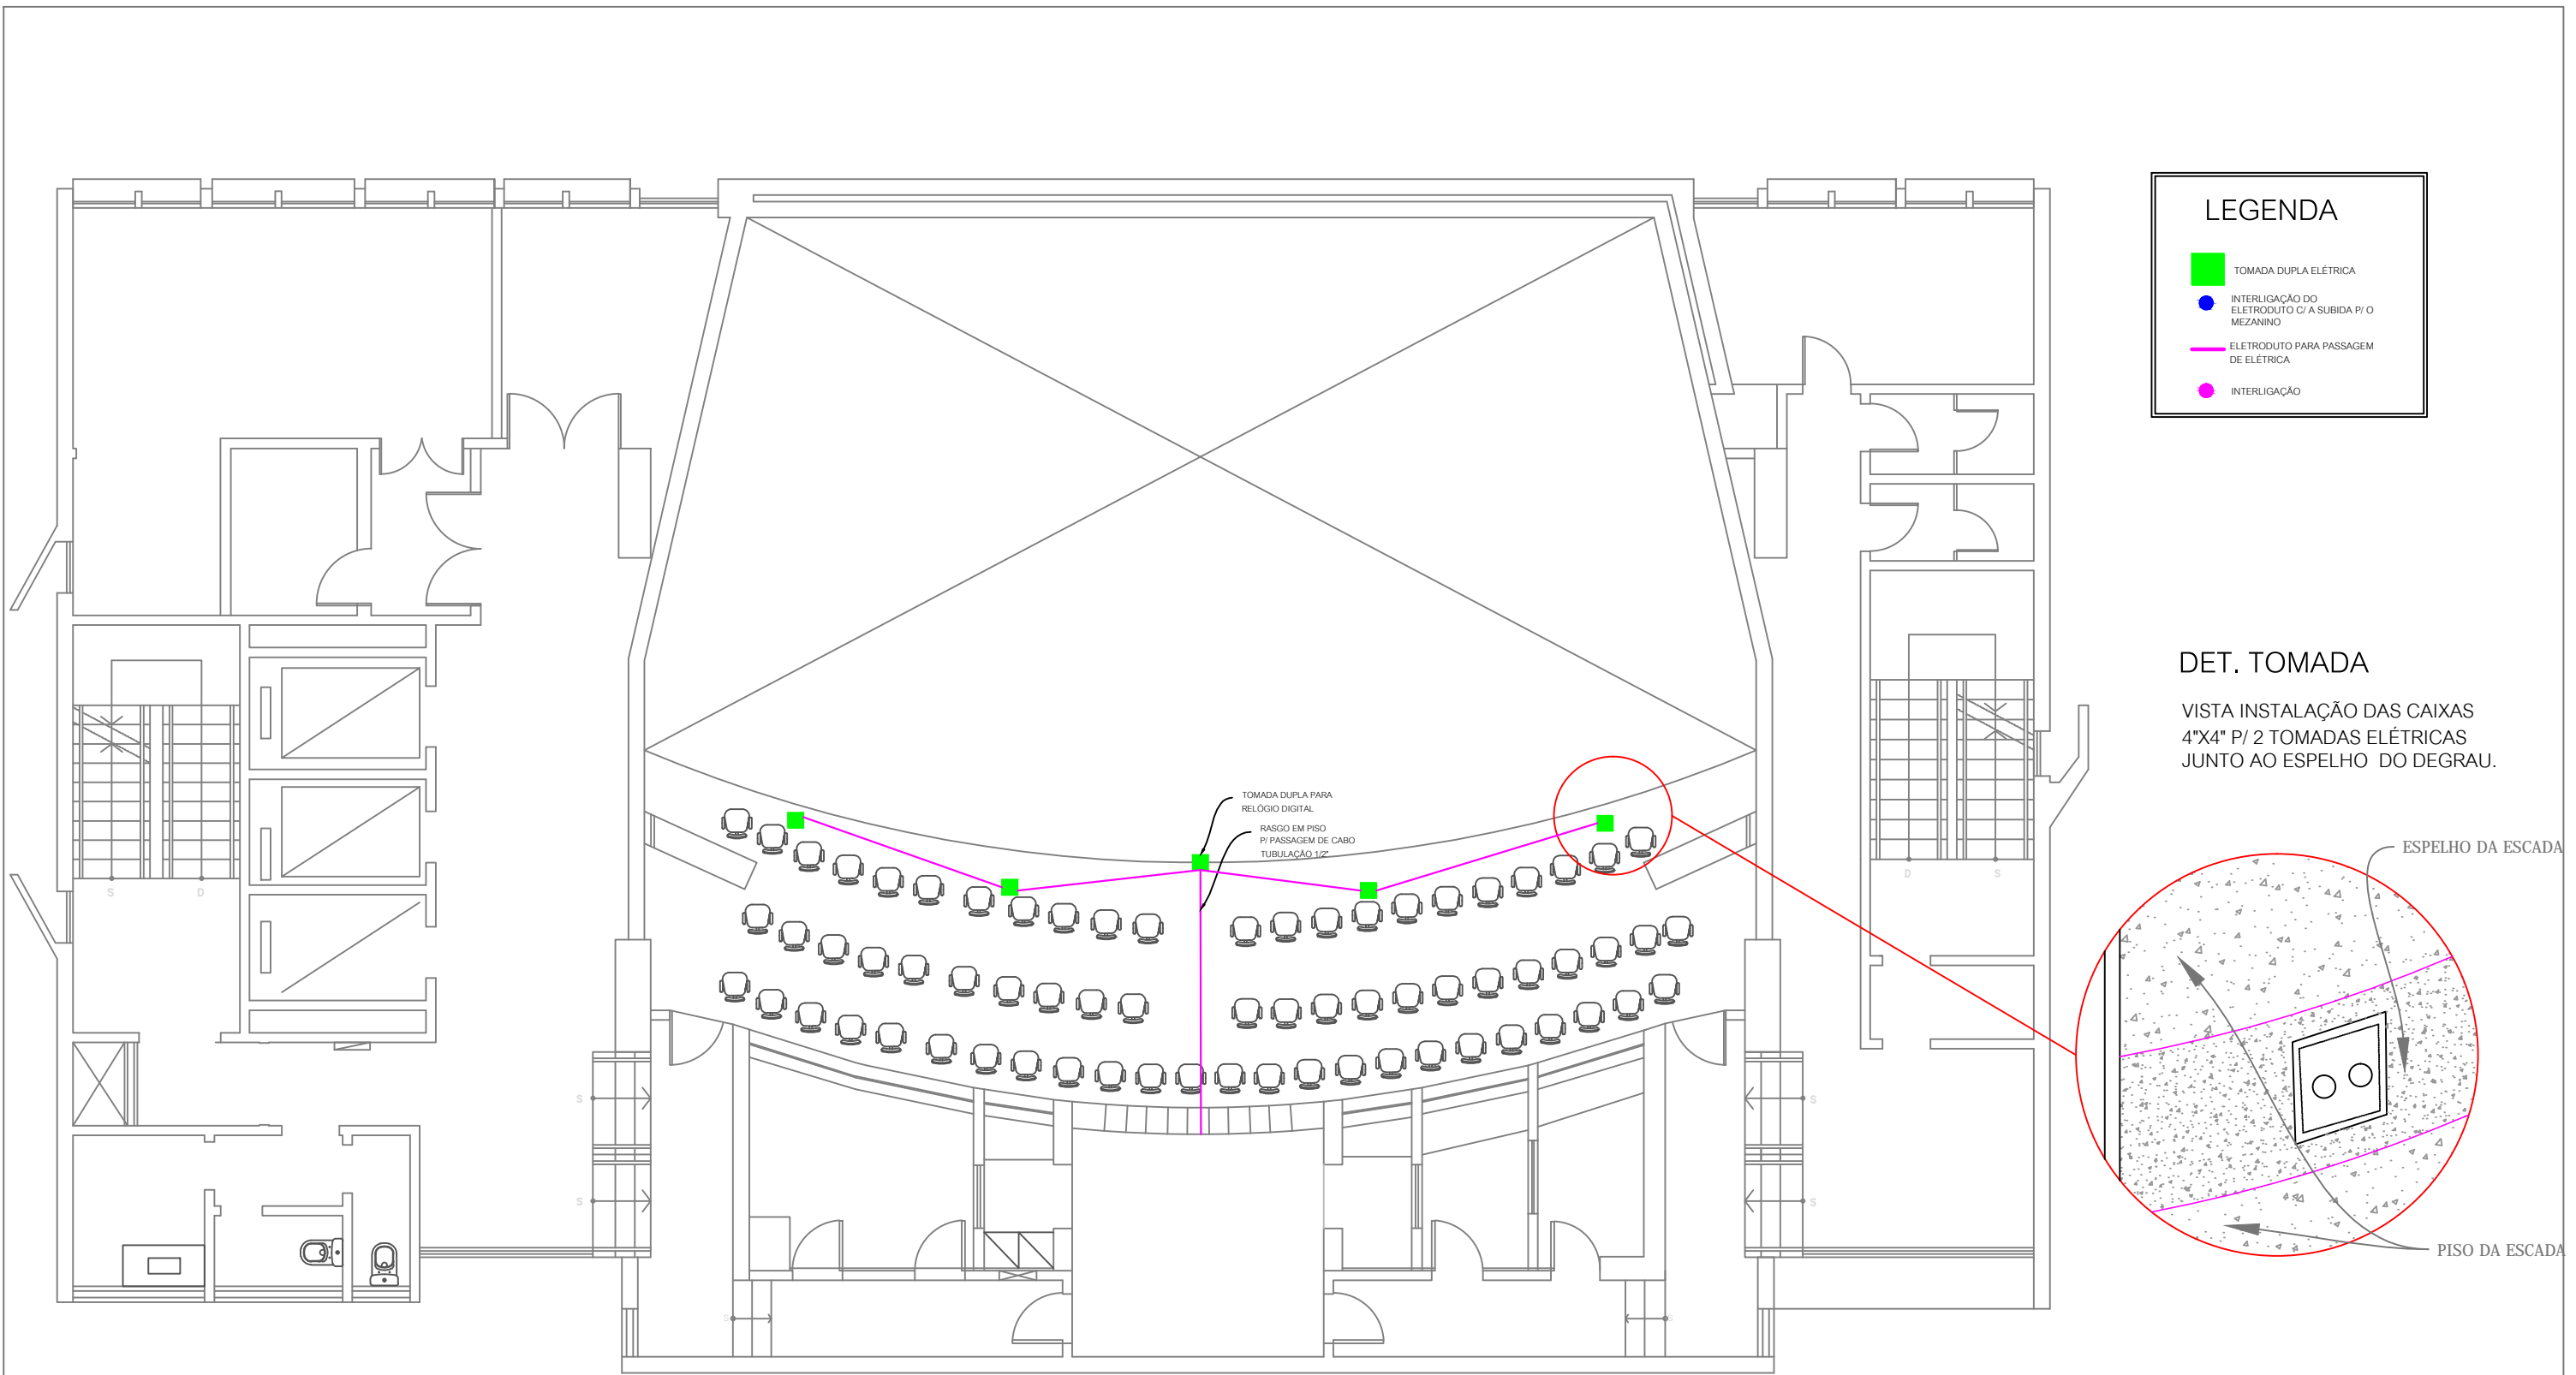 LEGENDA
TOMADA DUPLA ELÉTRICA
INTERLIGAÇÃO DO
ELETRODUTO C/ A SUBIDA P/ O
MEZANINO
ELETRODUTO PARA PASSAGEM
DE ELÉTRICA
INTERLIGAÇÃO
DET. TOMADA
VISTA INSTALAÇÃO DAS CAIXAS
4"X4" P/ 2 TOMADAS ELÉTRICAS
JUNTO AO ESPELHO DO DEGRAU.
TOMADA DUPLA PARA
RELÓGIO DIGITAL
RASGO EM PISO
P/ PASSAGEM DE CABO
TUBULAÇÃO 1/2"
ESPELHO DA ESCADA
PISO DA ESCADA
S
D
D
S
S
S
S
S
S
S